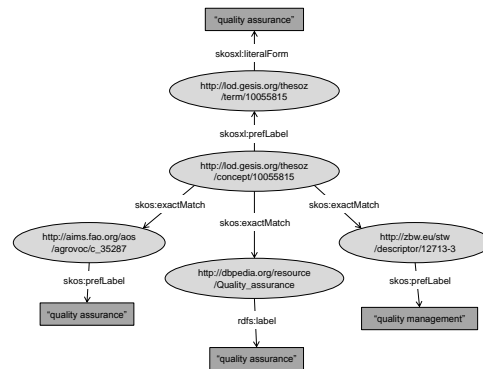 “quality assurance”
skosxl:literalForm
http://lod.gesis.org/thesoz
/term/10055815
skosxl:prefLabel
http://lod.gesis.org/thesoz
/concept/10055815
skos:exactMatch
skos:exactMatch
skos:exactMatch
http://aims.fao.org/aos
/agrovoc/c_35287
http://zbw.eu/stw
/descriptor/12713-3
http://dbpedia.org/resource
/Quality_assurance
skos:prefLabel
skos:prefLabel
“quality assurance”
“quality management”
rdfs:label
“quality assurance”